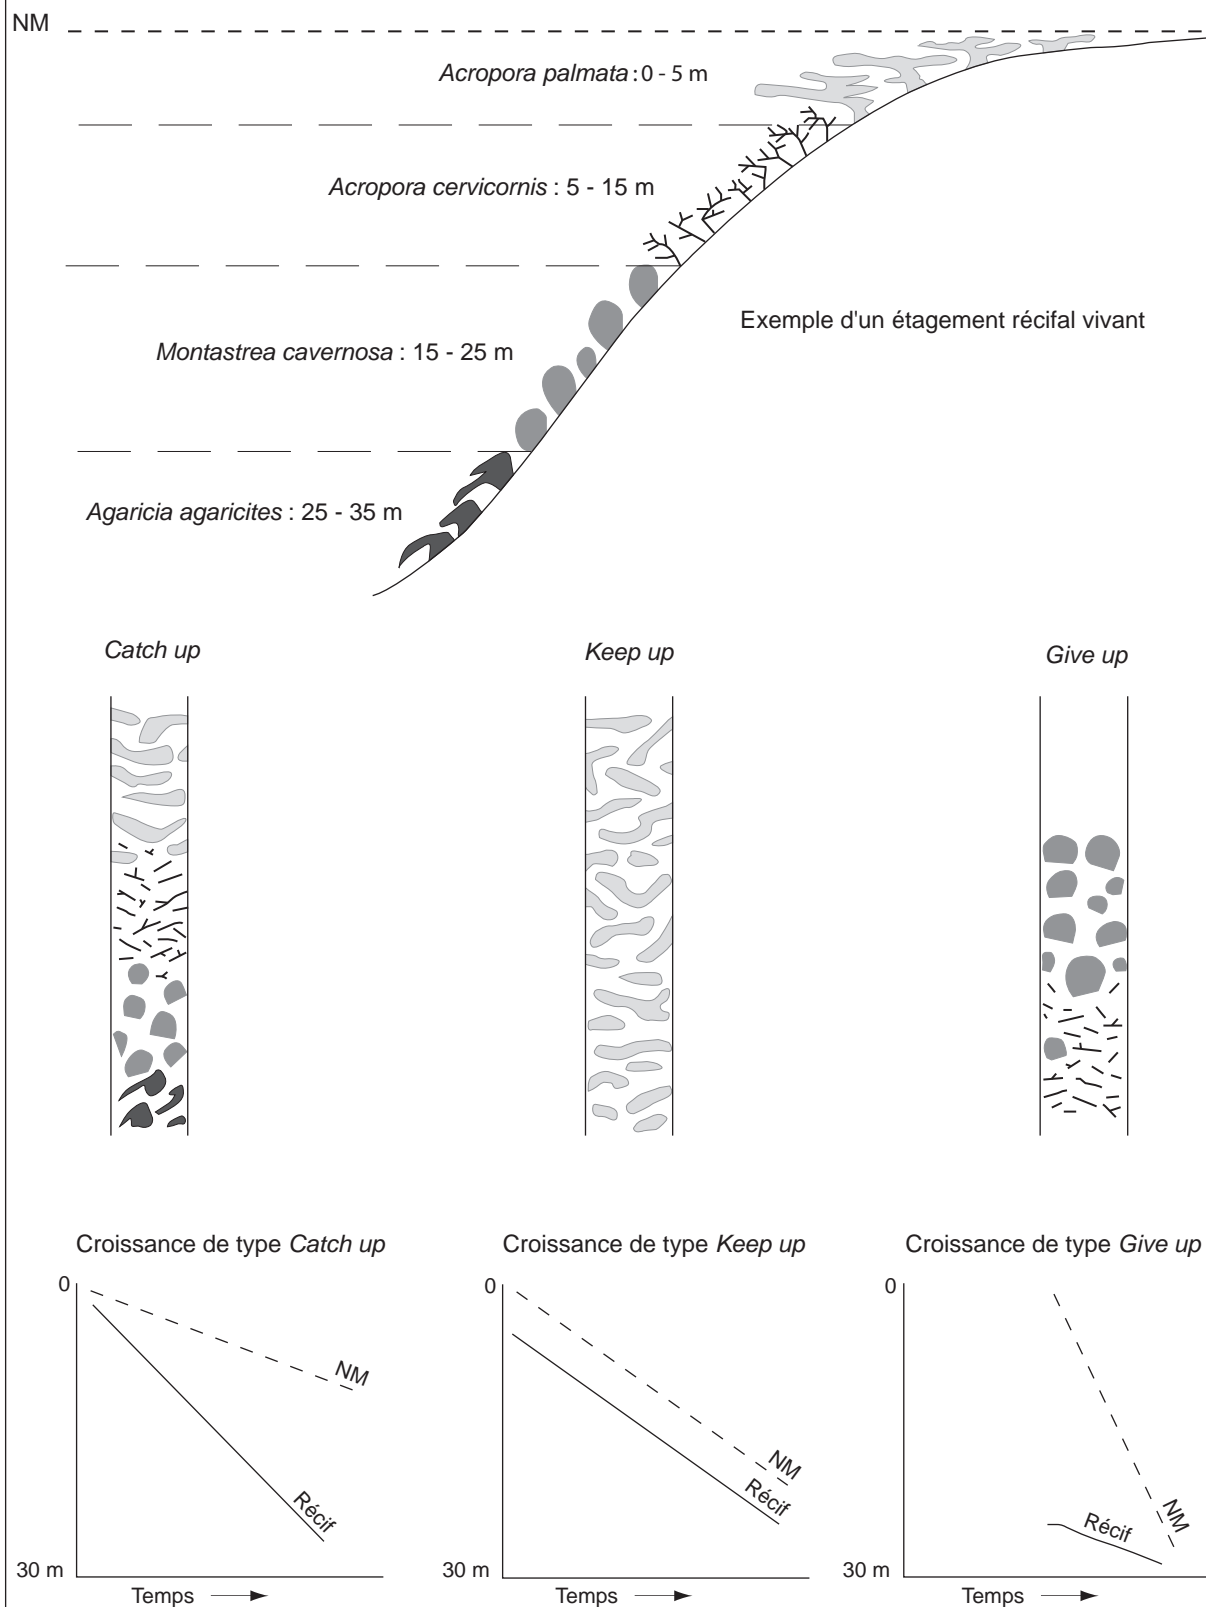 NM
Acropora palmata : 0 - 5 m
Acropora cervicornis : 5 - 15 m
Exemple d'un étagement récifal vivant
Montastrea cavernosa : 15 - 25 m
Agaricia agaricites : 25 - 35 m
Catch up
Keep up
Give up
Croissance de type Catch up
Croissance de type Keep up
Croissance de type Give up
0
NM
Récif
30 m
Temps
0
NM
Récif
30 m
Temps
0
NM
Récif
30 m
Temps